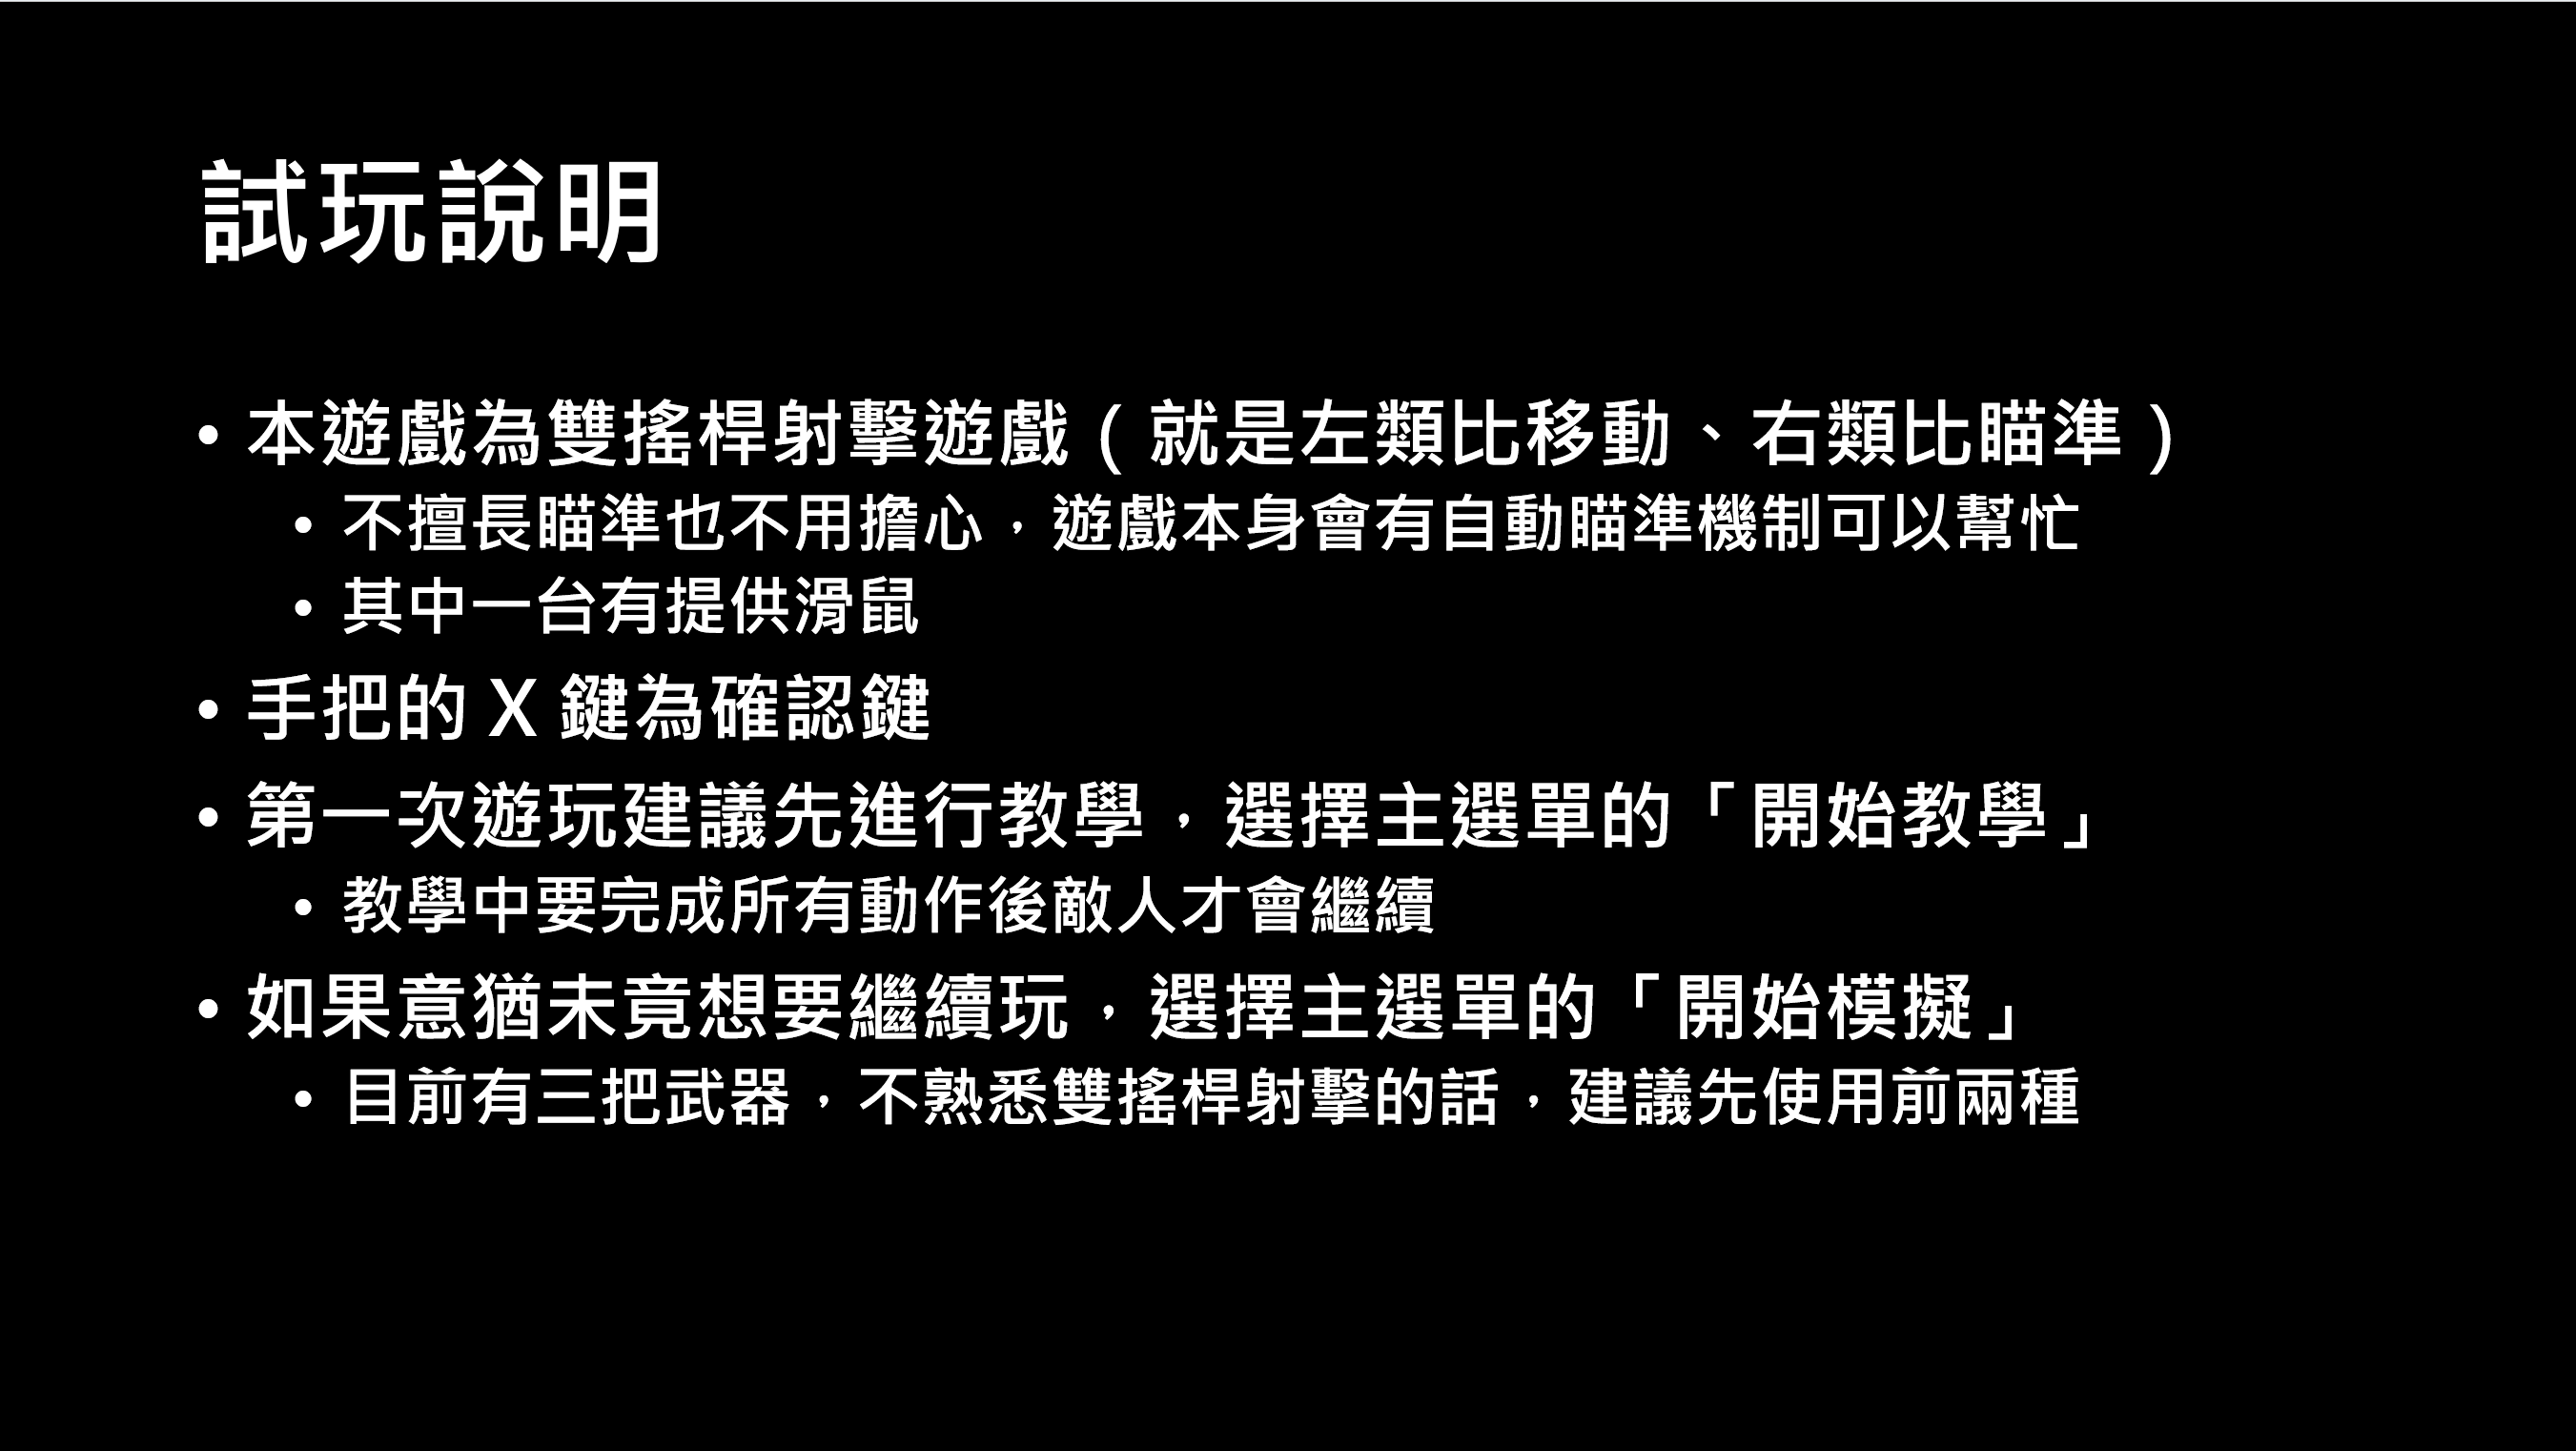 試玩說明
• 本遊戲為雙搖桿射擊遊戲（就是左類比移動、右類比瞄準）
• 不擅長瞄準也不用擔心，遊戲本身會有自動瞄準機制可以幫忙
• 其中一台有提供滑鼠
• 手把的 X 鍵為確認鍵
• 第一次遊玩建議先進行教學，選擇主選單的「開始教學」
• 教學中要完成所有動作後敵人才會繼續
• 如果意猶未竟想要繼續玩，選擇主選單的「開始模擬」
• 目前有三把武器，不熟悉雙搖桿射擊的話，建議先使用前兩種